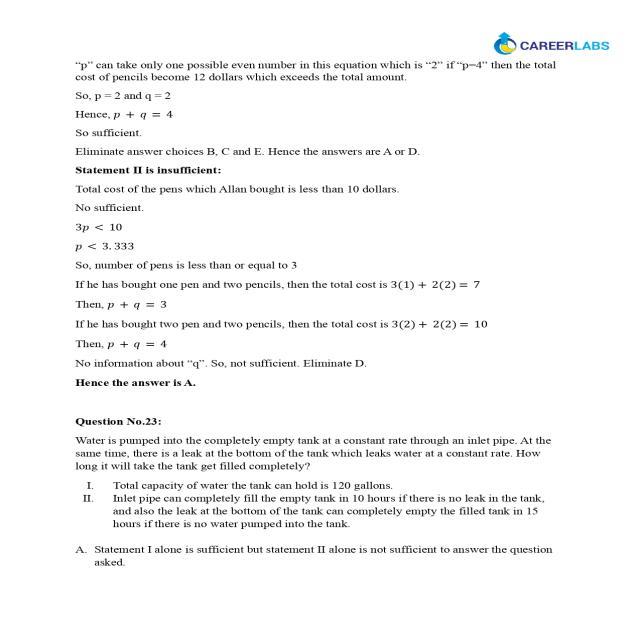 CAREERLABS
“p” can take only one possible even number in this equation which is “2” if “p=4” then the total
cost of pencils become 12 dollars which exceeds the total amount.
So, p = 2 and q = 2
Hence, p + q = 4
So sufficient.
Eliminate answer choices B, C and E. Hence the answers are A or D.
Statement II is insufficient:
Total cost of the pens which Allan bought is less than 10 dollars.
No sufficient.
3p < 10
p < 3.333
So, number of pens is less than or equal to 3
If he has bought one pen and two pencils, then the total cost is 3(1) + 2(2) = 7
Then, p + q = 3
If he has bought two pen and two pencils, then the total cost is 3(2) + 2(2) = 10
Then, p + q = 4
No information about “q”. So, not sufficient. Eliminate D.
Hence the answer is A.
Question No.23:
Water is pumped into the completely empty tank at a constant rate through an inlet pipe. At the
same time, there is a leak at the bottom of the tank which leaks water at a constant rate. How
long it will take the tank get filled completely?
I. Total capacity of water the tank can hold is 120 gallons.
II. Inlet pipe can completely fill the empty tank in 10 hours if there is no leak in the tank,
and also the leak at the bottom of the tank can completely empty the filled tank in 15
hours if there is no water pumped into the tank.
A. Statement I alone is sufficient but statement II alone is not sufficient to answer the question
asked.